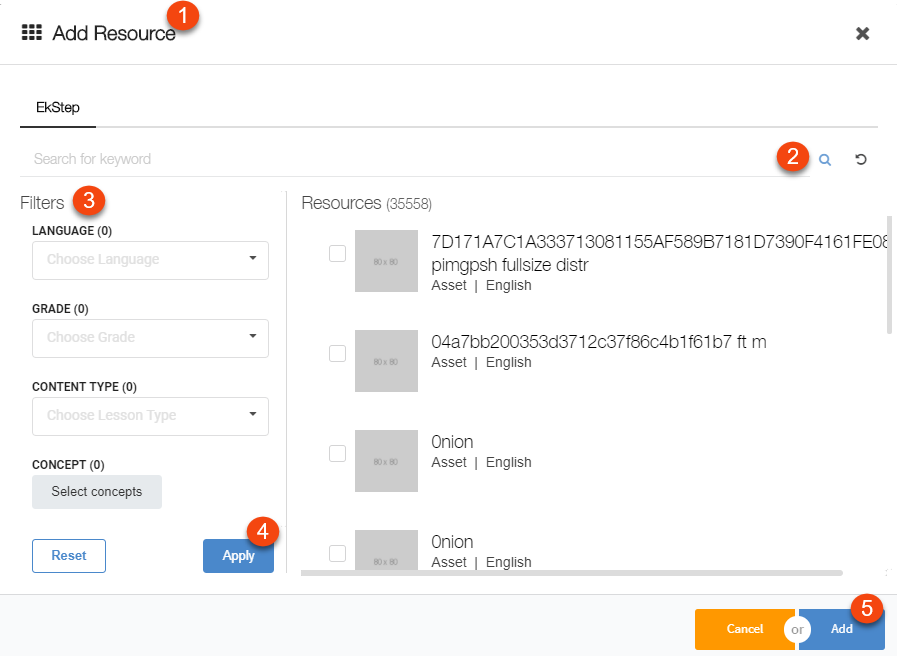 Add Resource
1
EkStep
Search for keyword
2
Filters
3
LANGUAGE (0)
Choose Language
GRADE (0)
Choose Grade
CONTENT TYPE (0)
Choose Lesson Type
CONCEPT (0)
Select concepts
Reset
Apply
4
Resources (35558)
80 x 80
7D171A7C1A333713081155AF589B7181D7390F4161FE08
pimgpsh fullsize distr
Asset | English
80 x 80
04a7bb200353d3712c37f86c4b1f61b7 ft m
Asset | English
80 x 80
0nion
Asset | English
80 x 80
0nion
Asset | English
Cancel
or
Add
5